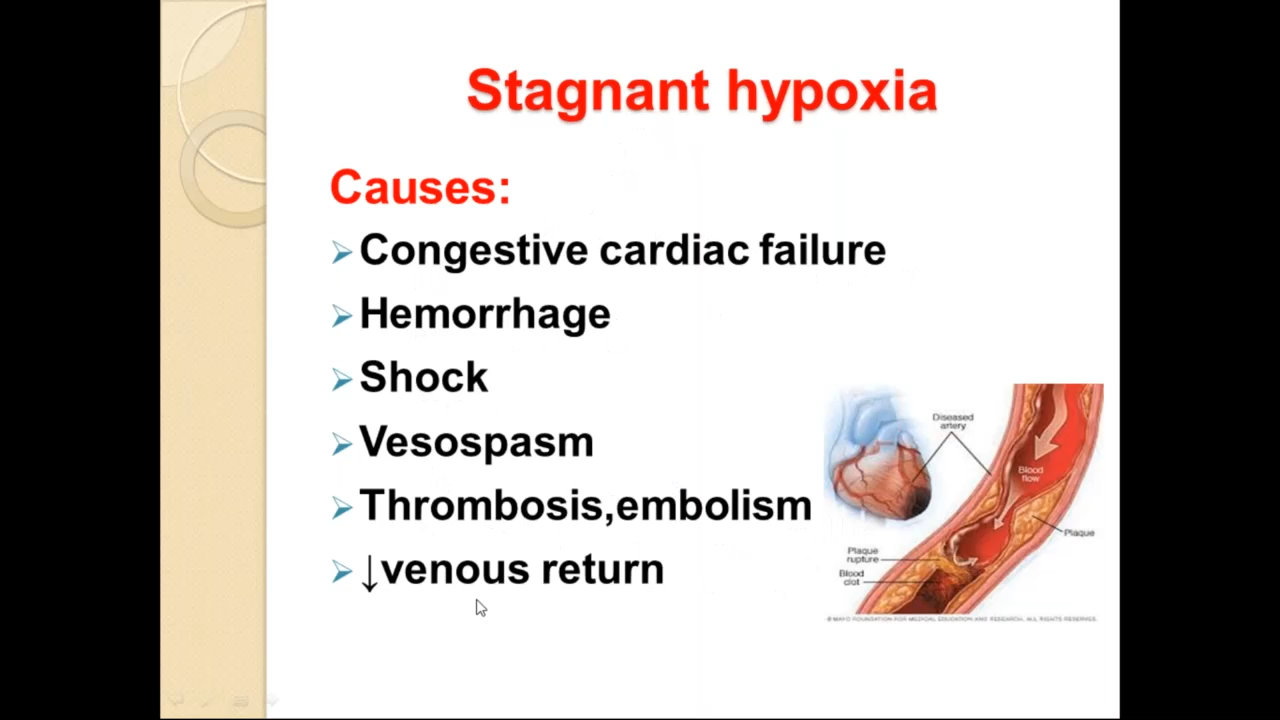 Stagnant hypoxia
Causes:
Congestive cardiac failure
Hemorrhage
Shock
Vesospasm
Thrombosis,embolism
↓venous return
Diseased
artery
Blood
flow
Plaque
Plaque
rupture
Blood
clot
© MAYO FOUNDATION FOR MEDICAL EDUCATION AND RESEARCH. ALL RIGHTS RESERVED.